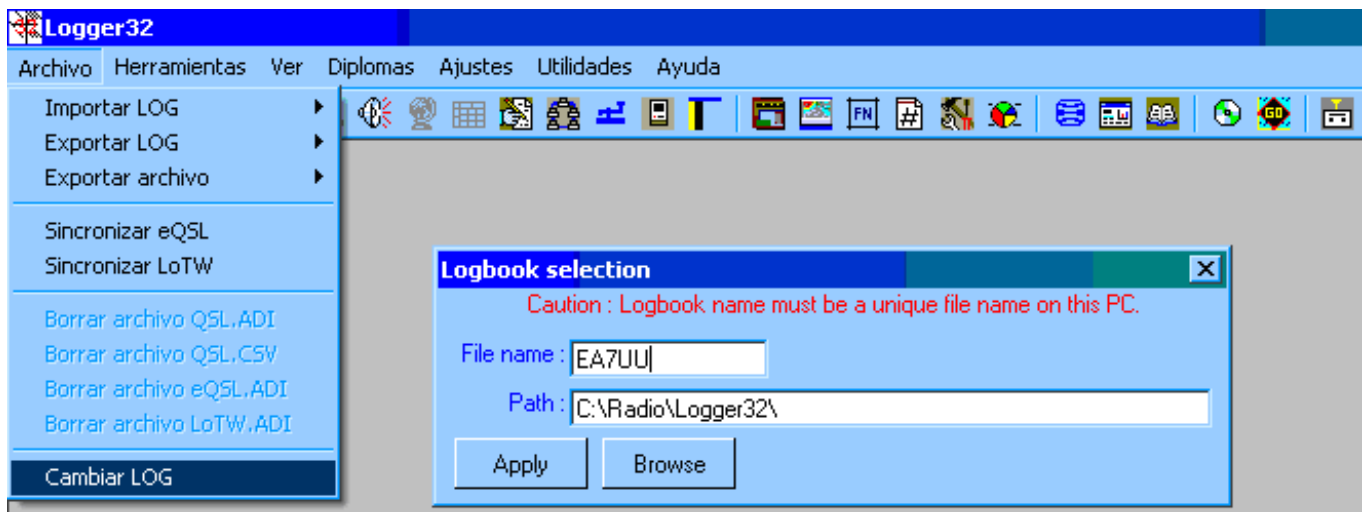 Logger32
Archivo Herramientas Ver Diplomas Ajustes Utilidades Ayuda
FN #
GO
Importar LOG
Exportar LOG
Exportar archivo
Sincronizar eQSL
Sincronizar LoTW
Borrar archivo QSL.ADI
Borrar archivo QSL.CSV
Borrar archivo eQSL.ADI
Borrar archivo LoTW.ADI
Cambiar LOG
Logbook selection
Caution : Logbook name must be a unique file name on this PC.
File name : EA7UU
Path : C:\Radio\Logger32\
Apply Browse